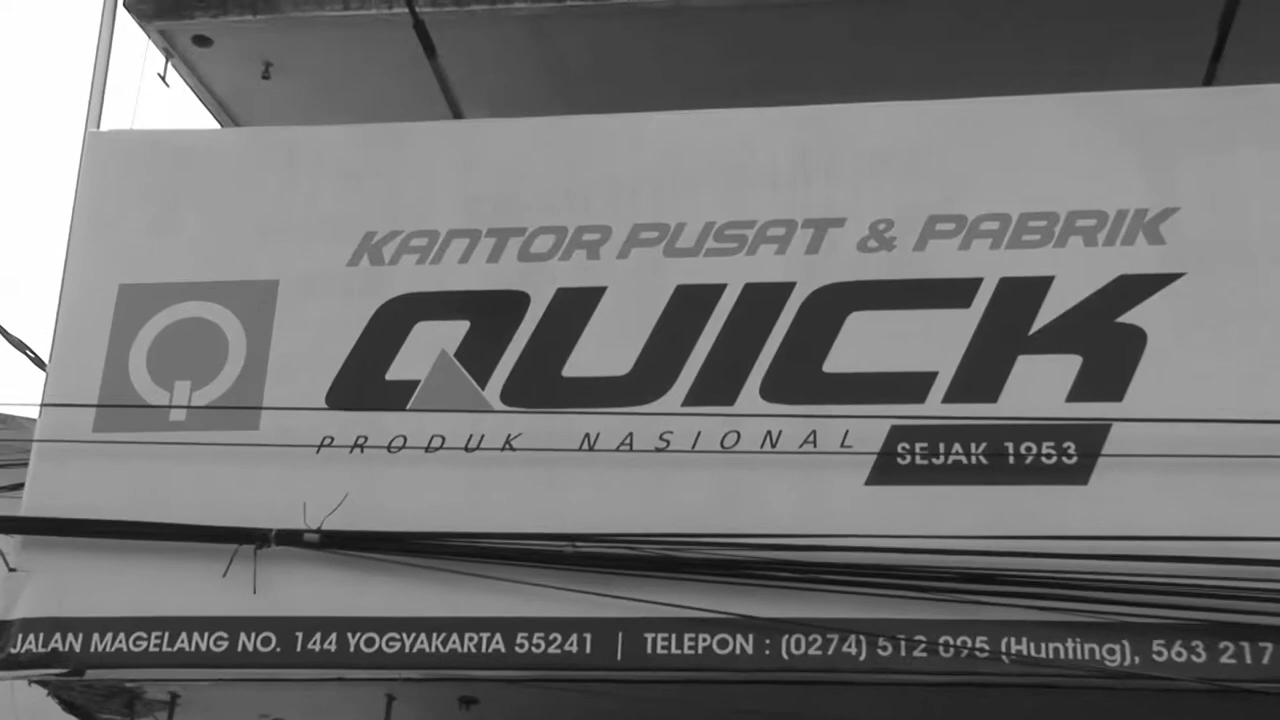 KANTOR PUSAT & PABRIK
QUICK
PRODUK NASIONAL
SEJAK 1953
JALAN MAGELANG NO. 144 YOGYAKARTA 55241 | TELEPON : (0274) 512 095 (Hunting), 563 217